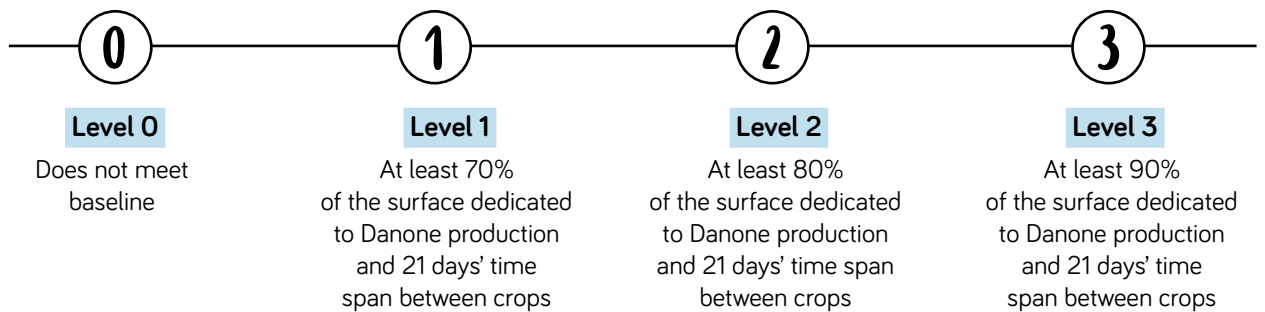 0
1
2
3
Level 0
Does not meet
baseline
Level 1
At least 70%
of the surface dedicated
to Danone production
and 21 days’ time
span between crops
Level 2
At least 80%
of the surface dedicated
to Danone production
and 21 days’ time span
between crops
Level 3
At least 90%
of the surface dedicated
to Danone production
and 21 days’ time
span between crops